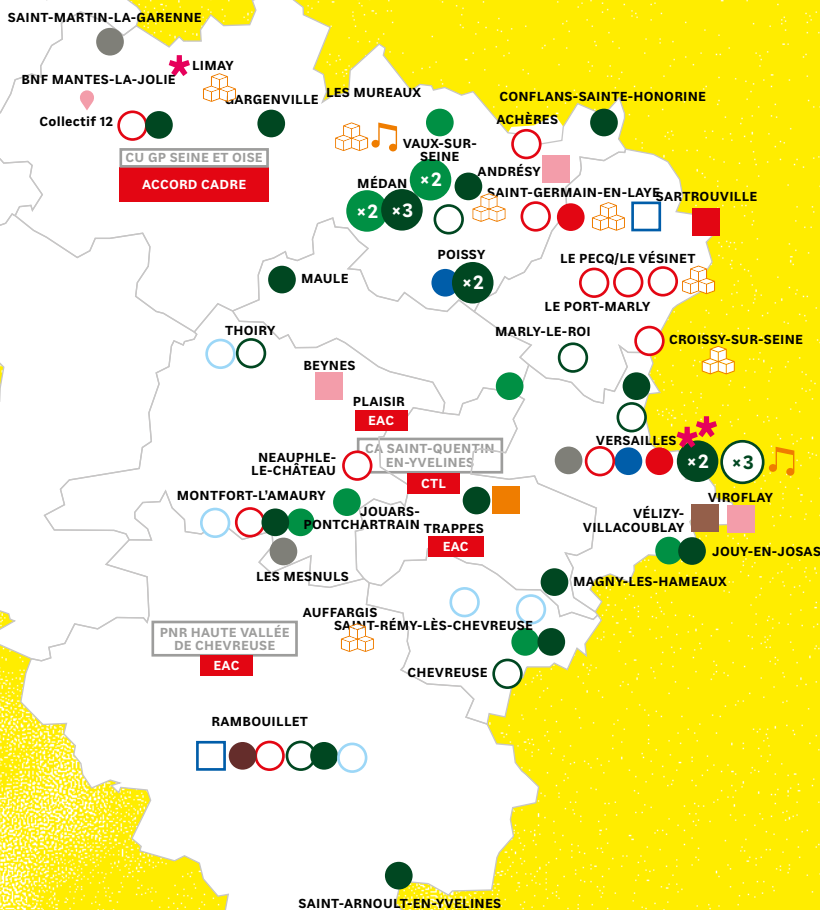 SAINT-MARTIN-LA-GARENNE
LIMAY
BNF MANTES-LA-JOLIE
Collectif 12
GARGENVILLE
LES MUREAUX
CONFLANS-SAINTE-HONORINE
ACHÈRES
CU GP SEINE ET OISE
ACCORD CADRE
VAUX-SUR-
SEINE
×2
ANDRÉSY
MÉDAN
×2
×3
SAINT-GERMAIN-EN-LAYE
SARTROUVILLE
POISSY
×2
LE PECQ/LE VÉSINET
LE PORT-MARLY
MAULE
THOIRY
MARLY-LE-ROI
CROISSY-SUR-SEINE
BEYNES
PLAISIR
EAC
NEAUPHLE-
LE-CHÂTEAU
CA SAINT-QUENTIN
EN-YVELINES
CTL
VERSAILLES
×2
×3
MONTFORT-L'AMAURY
JOUARS-
PONTCHARTRAIN
TRAPPES
EAC
VIROFLAY
VÉLIZY-
VILLACOUBLAY
JOUY-EN-JOSAS
LES MESNULS
MAGNY-LES-HAMEAUX
AUFFARGIS
SAINT-RÉMY-LÈS-CHEVREUSE
PNR HAUTE VALLÉE
DE CHEVREUSE
EAC
CHEVREUSE
RAMBOUILLET
SAINT-ARNOULT-EN-YVELINES